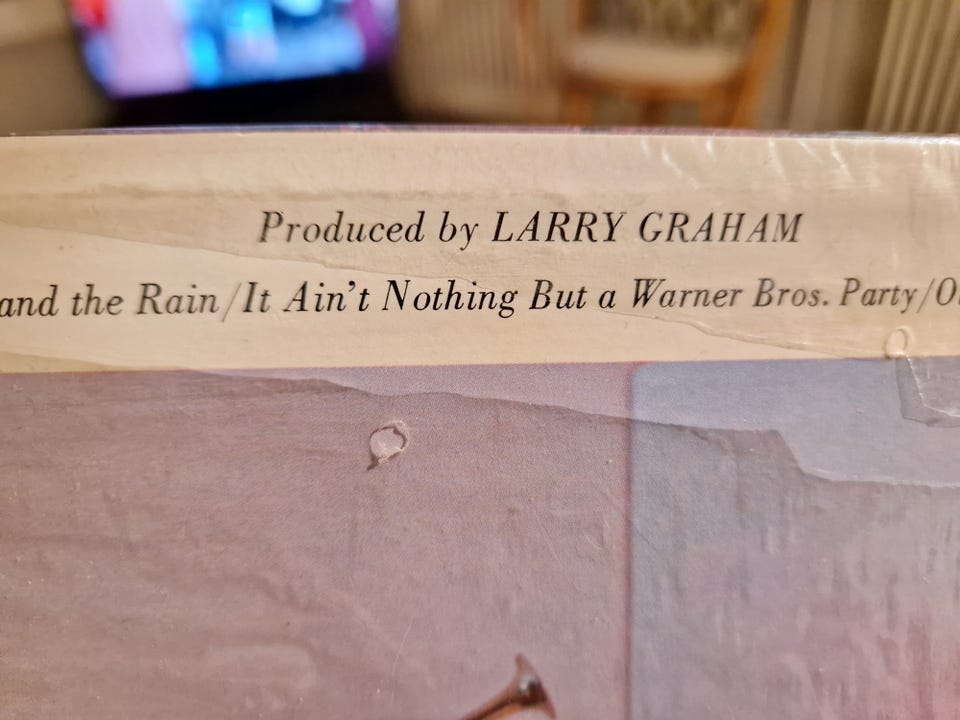 Produced by LARRY GRAHAM
and the Rain/It Ain't Nothing But a Warner Bros. Party/O